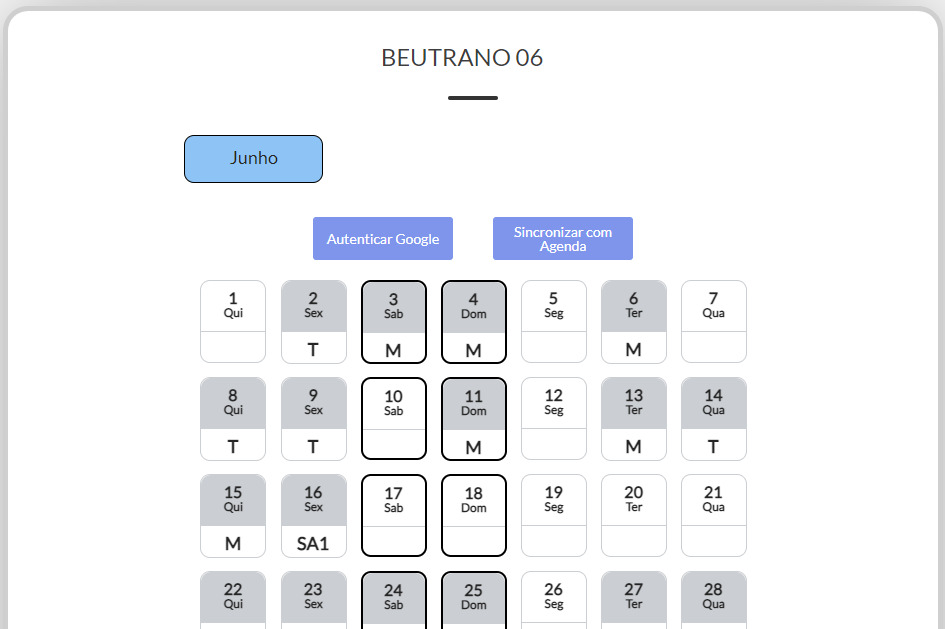 BEUTRANO 06
Junho
Autenticar Google
Sincronizar com
Agenda
1 2 3 4 5 6 7
Qui Sex Sab Dom Seg Ter Qua
T M M M
8 9 10 11 12 13 14
Qui Sex Sab Dom Seg Ter Qua
T T M M T
15 16 17 18 19 20 21
Qui Sex Sab Dom Seg Ter Qua
M SA1
22 23 24 25 26 27 28
Qui Sex Sab Dom Seg Ter Qua